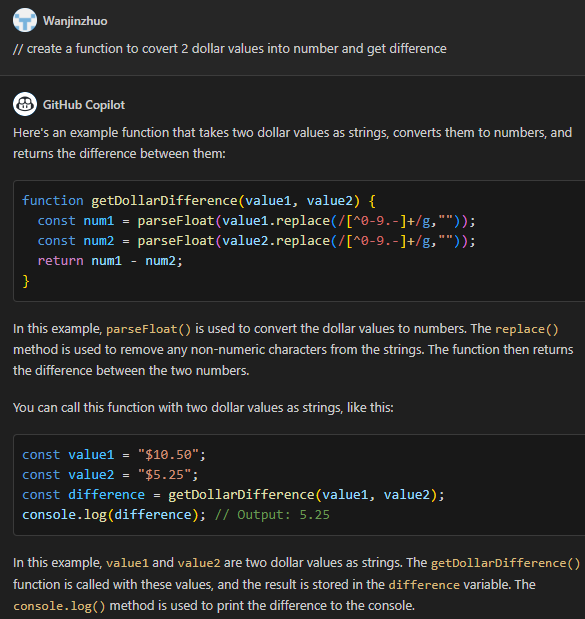 Wanjinzhuo
// create a function to covert 2 dollar values into number and get difference
GitHub Copilot
Here's an example function that takes two dollar values as strings, converts them to numbers, and
returns the difference between them:
function getDollarDifference(value1, value2) {
  const num1 = parseFloat(value1.replace(/[^0-9.-]+/g,""));
  const num2 = parseFloat(value2.replace(/[^0-9.-]+/g,""));
  return num1 - num2;
}
In this example, parseFloat() is used to convert the dollar values to numbers. The replace()
method is used to remove any non-numeric characters from the strings. The function then returns
the difference between the two numbers.
You can call this function with two dollar values as strings, like this:
const value1 = "$10.50";
const value2 = "$5.25";
const difference = getDollarDifference(value1, value2);
console.log(difference); // Output: 5.25
In this example, value1 and value2 are two dollar values as strings. The getDollarDifference()
function is called with these values, and the result is stored in the difference variable. The
console.log() method is used to print the difference to the console.